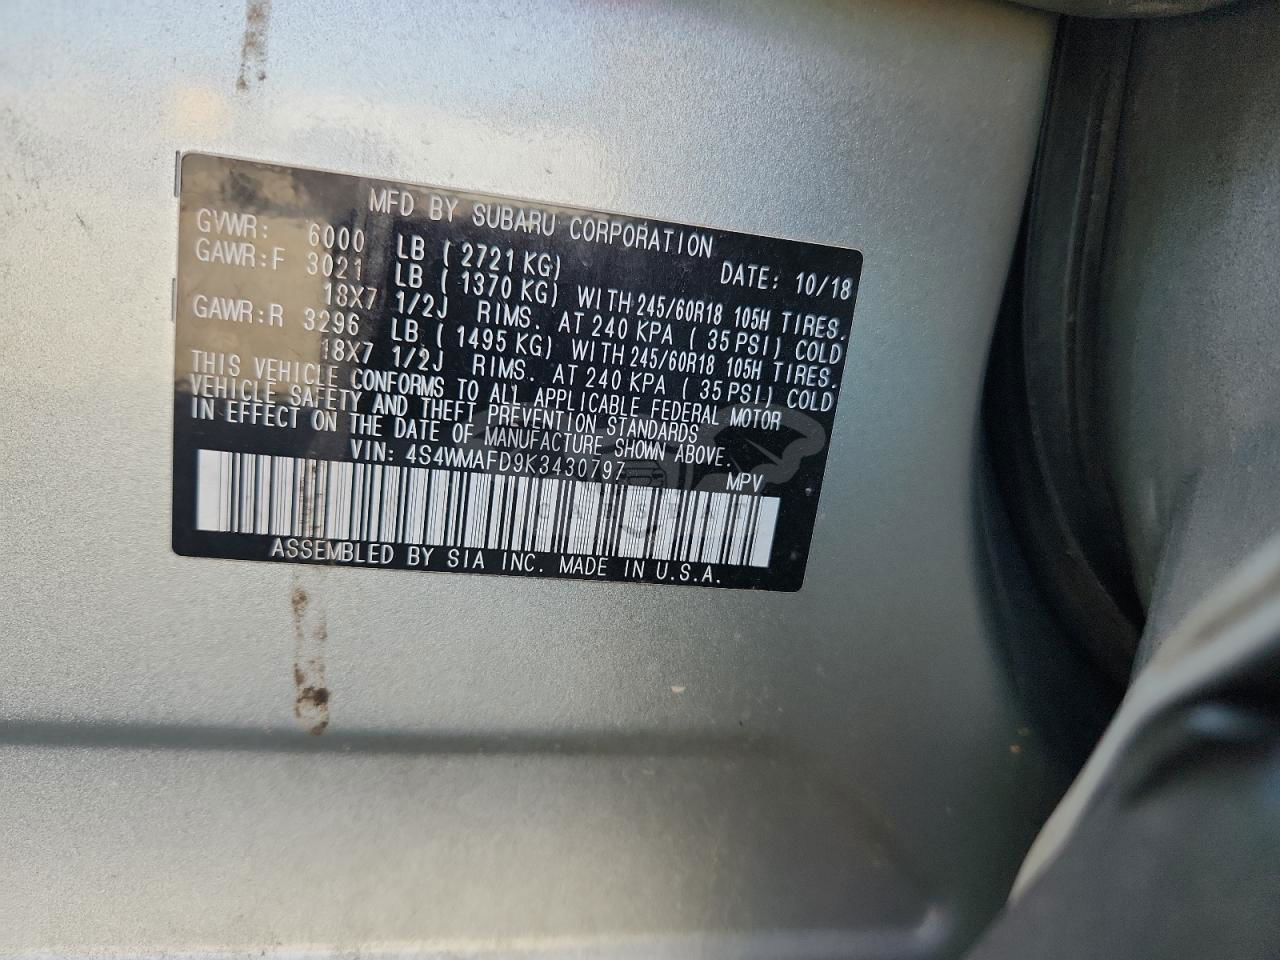 MFD BY SUBARU CORPORATION
GVWR: 6000 LB (2721 KG) DATE: 10/18
GAWR:F 3021 LB (1370 KG) WITH 245/60R18 105H TIRES.
18X7 1/2J RIMS. AT 240 KPA (35 PSI) COLD
GAWR:R 3296 LB (1495 KG) WITH 245/60R18 105H TIRES.
18X7 1/2J RIMS. AT 240 KPA (35 PSI) COLD
THIS VEHICLE CONFORMS TO ALL APPLICABLE FEDERAL MOTOR
VEHICLE SAFETY AND THEFT PREVENTION STANDARDS
IN EFFECT ON THE DATE OF MANUFACTURE SHOWN ABOVE.
VIN: 4S4WMAFD9K3430797 MPV
ASSEMBLED BY SIA INC. MADE IN U.S.A.